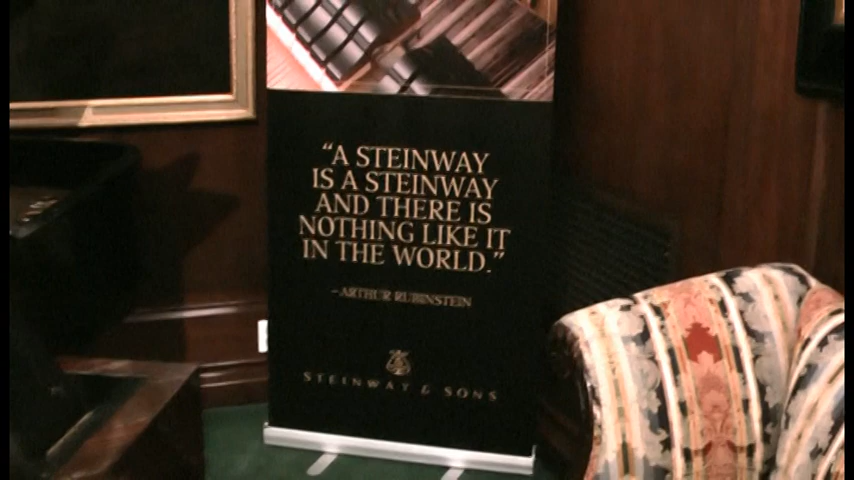 “A STEINWAY
IS A STEINWAY
AND THERE IS
NOTHING LIKE IT
IN THE WORLD.”
–ARTHUR RUBINSTEIN
STEINWAY & SONS